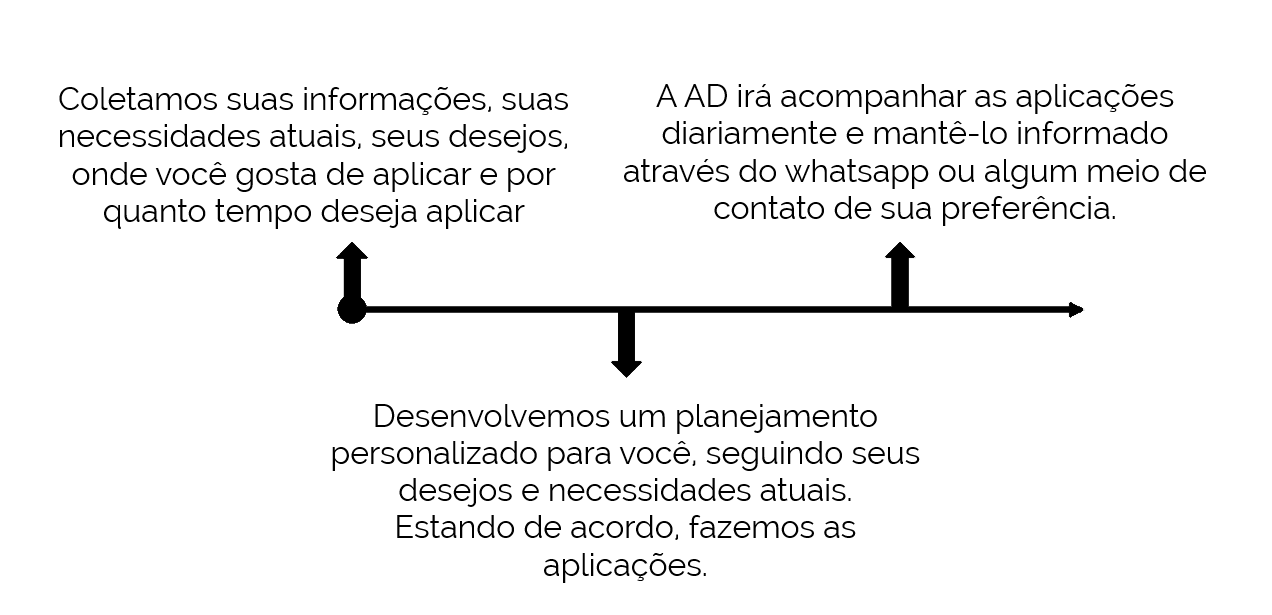 Coletamos suas informações, suas
necessidades atuais, seus desejos,
onde você gosta de aplicar e por
quanto tempo deseja aplicar
A AD irá acompanhar as aplicações
diariamente e mantê-lo informado
através do whatsapp ou algum meio de
contato de sua preferência.
Desenvolvemos um planejamento
personalizado para você, seguindo seus
desejos e necessidades atuais.
Estando de acordo, fazemos as
aplicações.